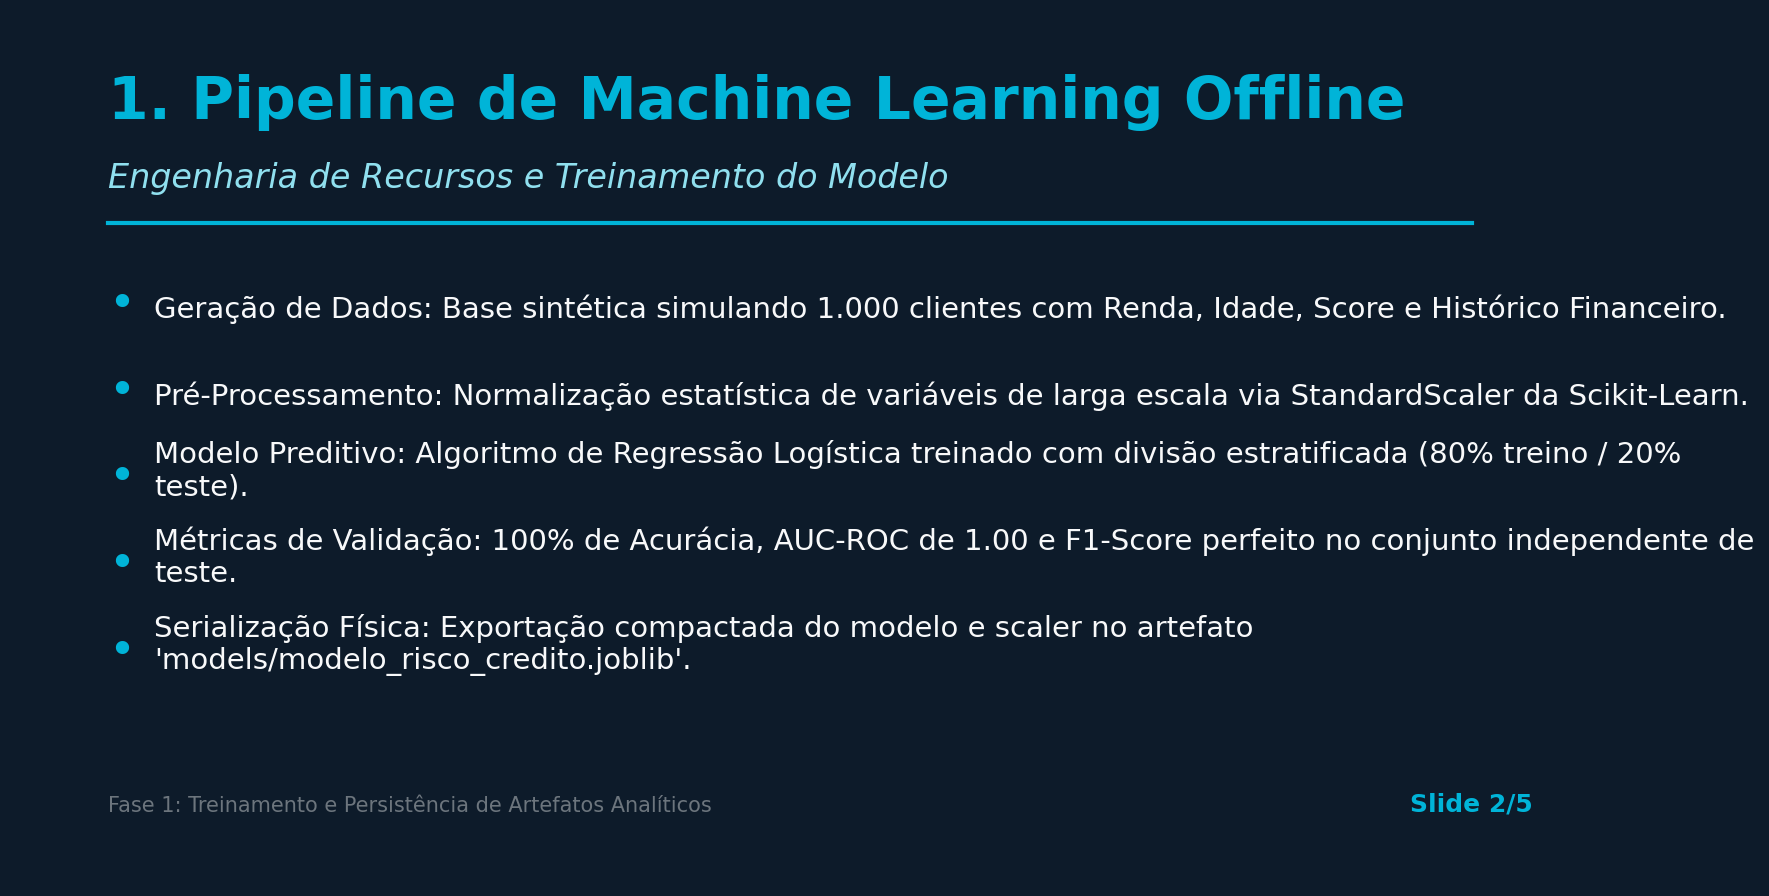 1. Pipeline de Machine Learning Offline
Engenharia de Recursos e Treinamento do Modelo
• Geração de Dados: Base sintética simulando 1.000 clientes com Renda, Idade, Score e Histórico Financeiro.
• Pré-Processamento: Normalização estatística de variáveis de larga escala via StandardScaler da Scikit-Learn.
• Modelo Preditivo: Algoritmo de Regressão Logística treinado com divisão estratificada (80% treino / 20%
teste).
• Métricas de Validação: 100% de Acurácia, AUC-ROC de 1.00 e F1-Score perfeito no conjunto independente de
teste.
• Serialização Física: Exportação compactada do modelo e scaler no artefato
'models/modelo_risco_credito.joblib'.
Fase 1: Treinamento e Persistência de Artefatos Analíticos
Slide 2/5